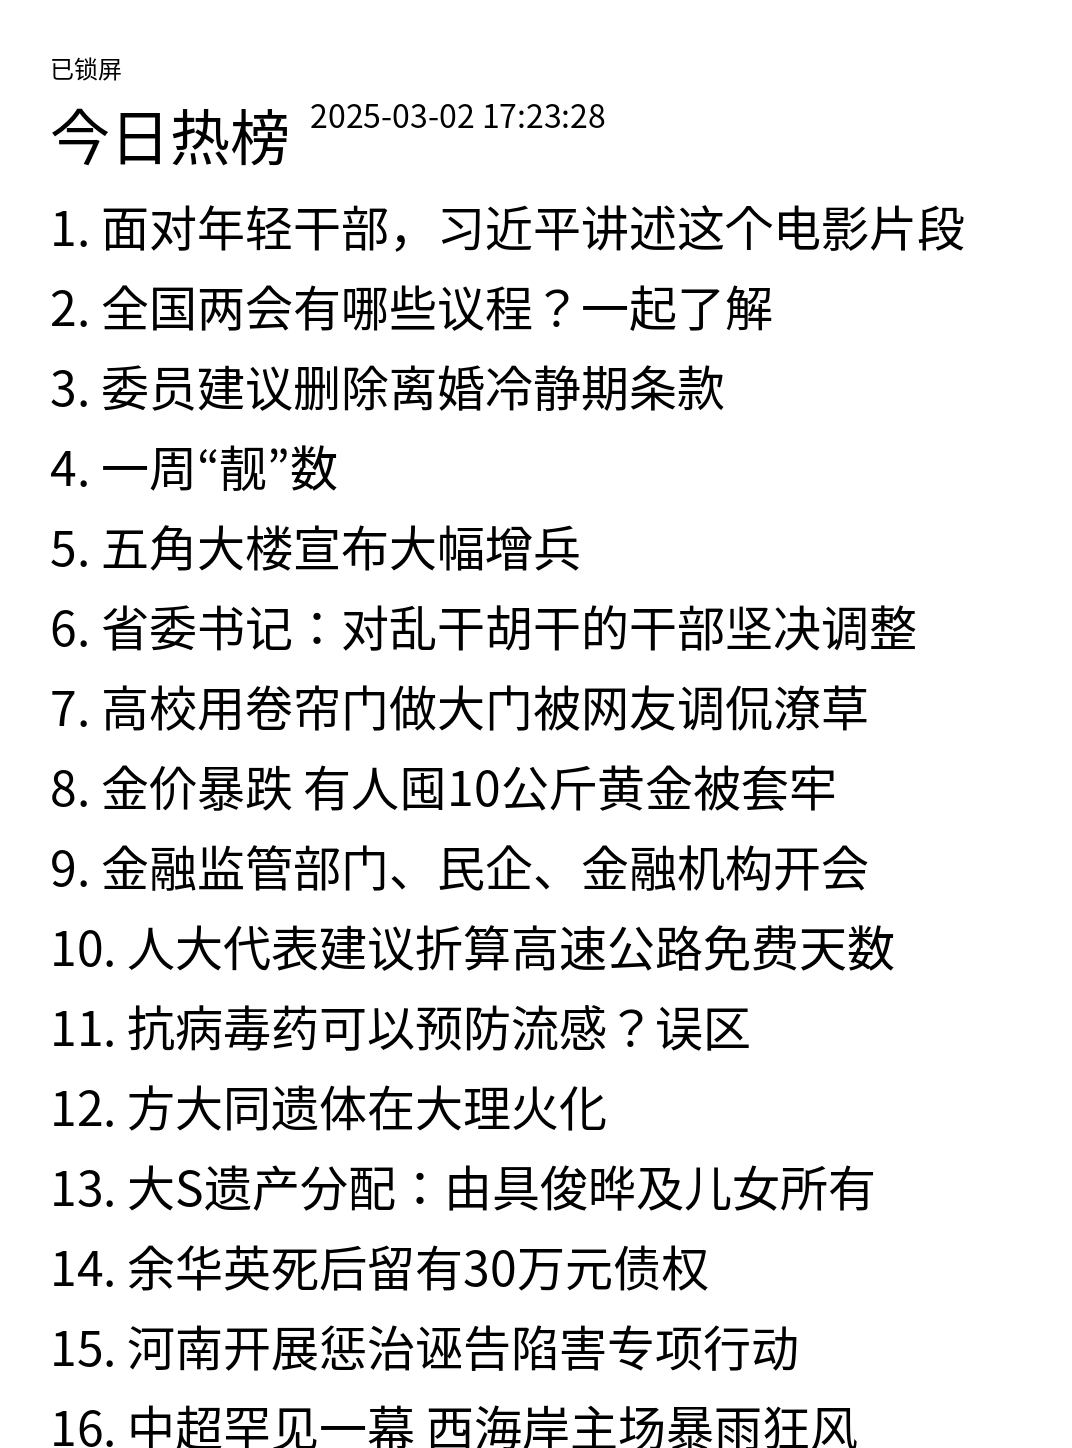 已锁屏
今日热榜 2025-03-02 17:23:28
1. 面对年轻干部，习近平讲述这个电影片段
2. 全国两会有哪些议程？一起了解
3. 委员建议删除离婚冷静期条款
4. 一周“靓”数
5. 五角大楼宣布大幅增兵
6. 省委书记：对乱干胡干的干部坚决调整
7. 高校用卷帘门做大门被网友调侃潦草
8. 金价暴跌 有人囤10公斤黄金被套牢
9. 金融监管部门、民企、金融机构开会
10. 人大代表建议折算高速公路免费天数
11. 抗病毒药可以预防流感？误区
12. 方大同遗体在大理火化
13. 大S遗产分配：由具俊晔及儿女所有
14. 余华英死后留有30万元债权
15. 河南开展惩治诬告陷害专项行动
16. 中超罕见一幕 西海岸主场暴雨狂风